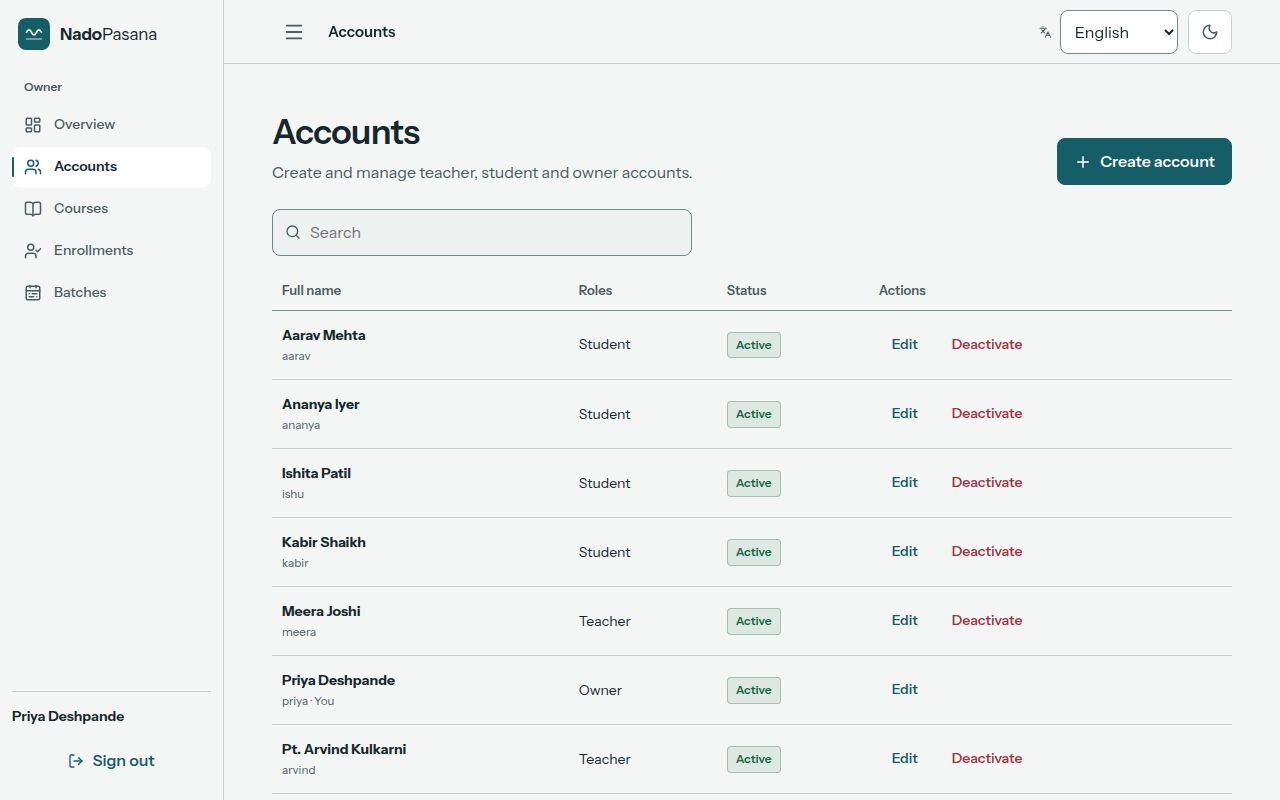 NadoPasana
Owner
Overview
Accounts
Courses
Enrollments
Batches
Priya Deshpande
Sign out
Accounts
English
Accounts
Create and manage teacher, student and owner accounts.
Create account
Search
Full name Roles Status Actions
Aarav Mehta
aarav
Student Active Edit Deactivate
Ananya Iyer
ananya
Student Active Edit Deactivate
Ishita Patil
ishu
Student Active Edit Deactivate
Kabir Shaikh
kabir
Student Active Edit Deactivate
Meera Joshi
meera
Teacher Active Edit Deactivate
Priya Deshpande
priya · You
Owner Active Edit
Pt. Arvind Kulkarni
arvind
Teacher Active Edit Deactivate